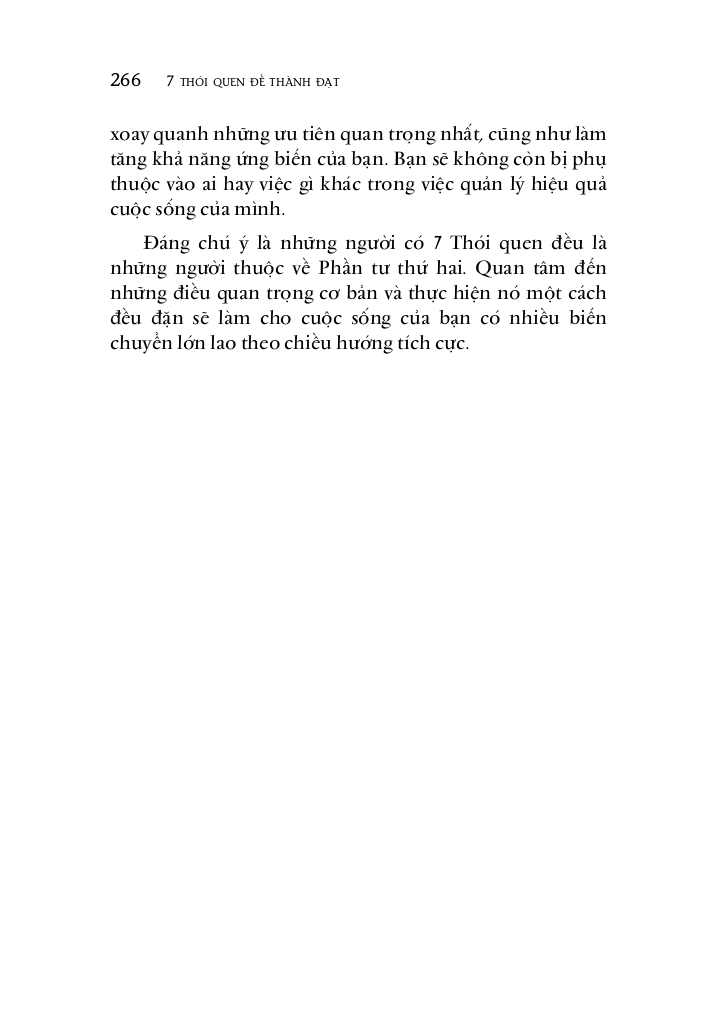 266 7 THÓI QUEN ĐỂ THÀNH ĐẠT
xoay quanh những ưu tiên quan trọng nhất, cũng như làm
tăng khả năng ứng biến của bạn. Bạn sẽ không còn bị phụ
thuộc vào ai hay việc gì khác trong việc quản lý hiệu quả
cuộc sống của mình.
Đáng chú ý là những người có 7 Thói quen đều là
những người thuộc về Phần tư thứ hai. Quan tâm đến
những điều quan trọng cơ bản và thực hiện nó một cách
đều đặn sẽ làm cho cuộc sống của bạn có nhiều biến
chuyển lớn lao theo chiều hướng tích cực.